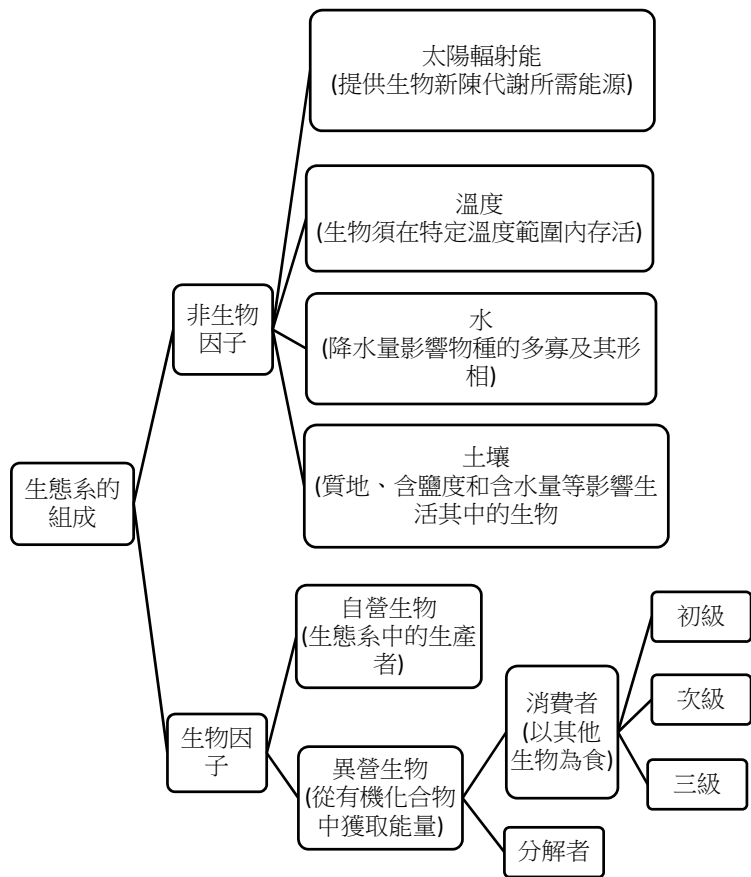 太陽輻射能
(提供生物新陳代謝所需能源)
溫度
(生物須在特定溫度範圍內存活)
非生物
因子
水
(降水量影響物種的多寡及其形
相)
土壤
(質地、含鹽度和含水量等影響生
活其中的生物
生態系的
組成
自營生物
(生態系中的生產
者)
生物因
子
異營生物
(從有機化合物
中獲取能量)
消費者
(以其他
生物為食)
初級
次級
三級
分解者